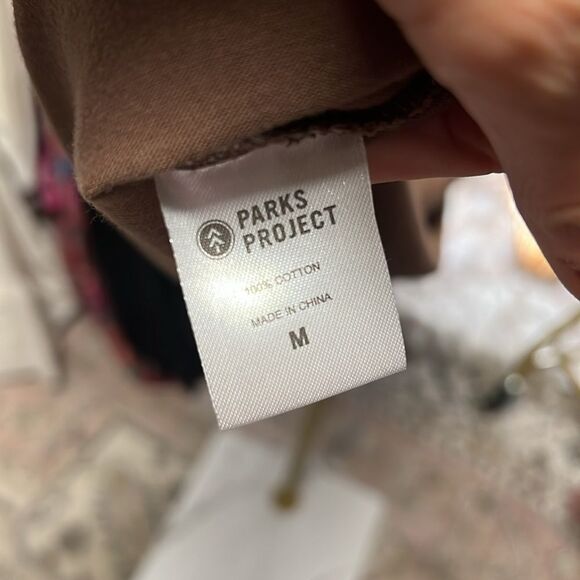 PARKS
PROJECT
100% COTTON
MADE IN CHINA
M